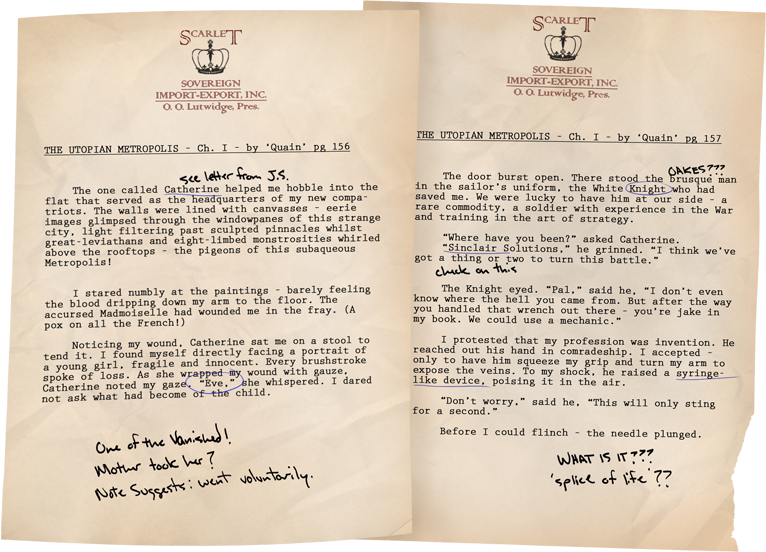 SCARLET
SOVEREIGN
IMPORT-EXPORT, INC.
O. O. Lutwidge, Pres.
THE UTOPIAN METROPOLIS - Ch. I - by ‘Quain’ pg 156
see letter from J.S.
The one called Catherine helped me hobble into the
flat that served as the headquarters of my new compa-
triots. The walls were lined with canvasses - eerie
images glimpsed through the windowpanes of this strange
city, light filtering past sculpted pinnacles whilst
great-leviathans and eight-limbed monstrosities whirled
above the rooftops - the pigeons of this subaqueous
Metropolis!
I stared numbly at the paintings - barely feeling
the blood dripping down my arm to the floor. The
accursed Madmoiselle had wounded me in the fray. (A
pox on all the French!)
Noticing my wound, Catherine sat me on a stool to
tend it. I found myself directly facing a portrait of
a young girl, fragile and innocent. Every brushstroke
spoke of loss. As she wrapped my wound with gauze,
Catherine noted my gaze. “Eve,” she whispered. I dared
not ask what had become of the child.
One of the Vanished!
Mother took her?
Note Suggests: went voluntarily.
SCARLET
SOVEREIGN
IMPORT-EXPORT, INC.
O. O. Lutwidge, Pres.
THE UTOPIAN METROPOLIS - Ch. I - by ‘Quain’ pg 157
OAKES???
The door burst open. There stood the brusque man
in the sailor’s uniform, the White Knight who had
saved me. We were lucky to have him at our side - a
rare commodity, a soldier with experience in the War
and training in the art of strategy.
“Where have you been?” asked Catherine.
“Sinclair Solutions,” he grinned. “I think we’ve
got a thing or two to turn this battle.”
check on this
The Knight eyed. “Pal,” said he, “I don’t even
know where the hell you came from. But after the way
you handled that wrench out there - you’re jake in
my book. We could use a mechanic.”
I protested that my profession was invention. He
reached out his hand in comradeship. I accepted -
only to have him squeeze my grip and turn my arm to
expose the veins. To my shock, he raised a syringe-
like device, poising it in the air.
“Don’t worry,” said he, “This will only sting
for a second.”
Before I could flinch - the needle plunged.
WHAT IS IT???
‘splice of life’??